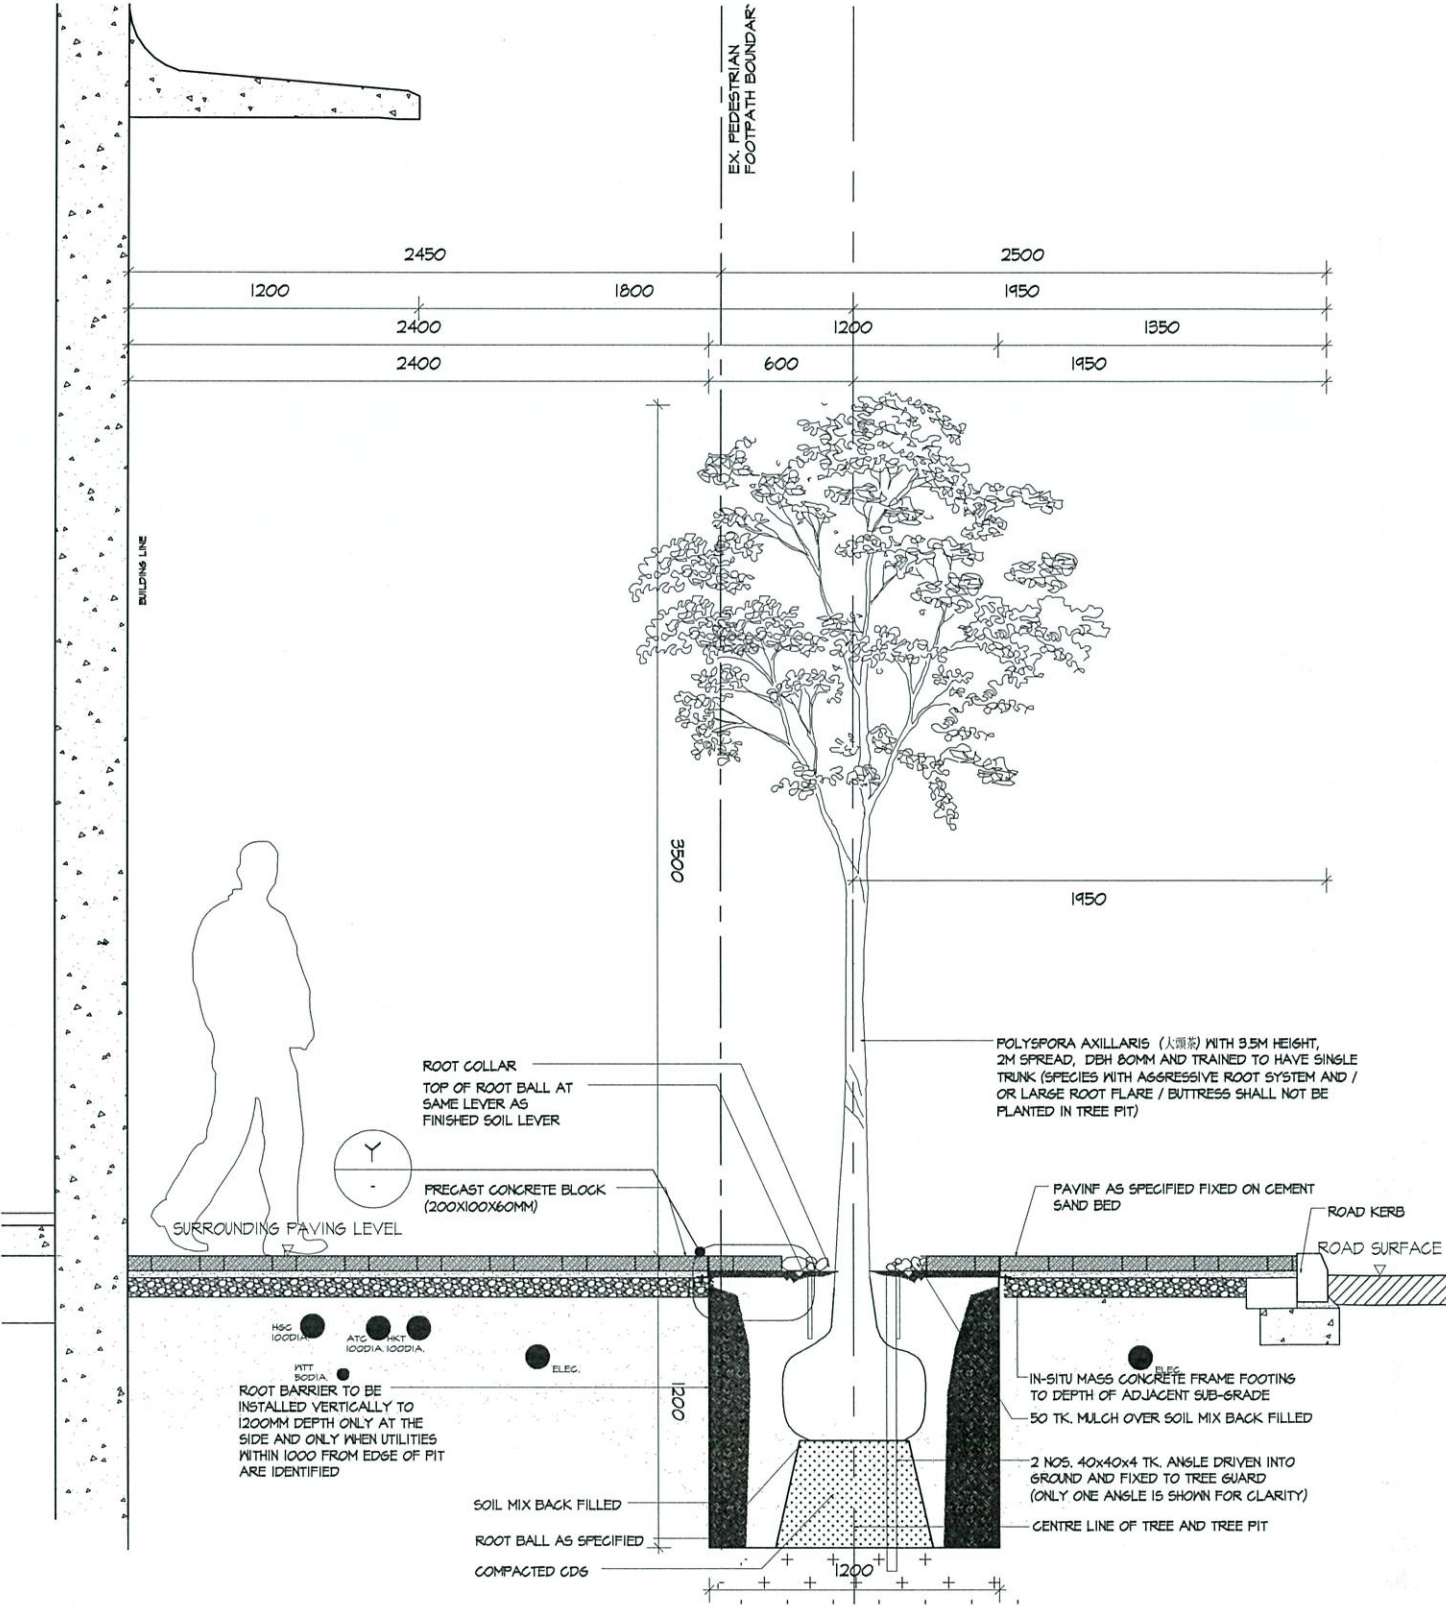 EX. PEDESTRIAN
FOOTPATH BOUNDARY
2450
2500
1200
1800
1950
2400
1200
1350
2400
600
1950
BUILDING LINE
3500
1950
ROOT COLLAR
TOP OF ROOT BALL AT
SAME LEVER AS
FINISHED SOIL LEVER
POLYSPORA AXILLARIS (大頭茶) WITH 3.5M HEIGHT,
2M SPREAD, DBH 80MM AND TRAINED TO HAVE SINGLE
TRUNK (SPECIES WITH AGGRESSIVE ROOT SYSTEM AND /
OR LARGE ROOT FLARE / BUTTRESS SHALL NOT BE
PLANTED IN TREE PIT)
Y
-
PRECAST CONCRETE BLOCK
(200X100X60MM)
PAVINF AS SPECIFIED FIXED ON CEMENT
SAND BED
ROAD KERB
SURROUNDING PAVING LEVEL
ROAD SURFACE
HGC
100DIA.
ATC
100DIA.
HKT
100DIA.
WTT
50DIA.
ELEC.
ELEC.
ROOT BARRIER TO BE
INSTALLED VERTICALLY TO
1200MM DEPTH ONLY AT THE
SIDE AND ONLY WHEN UTILITIES
WITHIN 1000 FROM EDGE OF PIT
ARE IDENTIFIED
1200
IN-SITU MASS CONCRETE FRAME FOOTING
TO DEPTH OF ADJACENT SUB-GRADE
50 TK. MULCH OVER SOIL MIX BACK FILLED
2 NOS. 40x40x4 TK. ANGLE DRIVEN INTO
GROUND AND FIXED TO TREE GUARD
(ONLY ONE ANGLE IS SHOWN FOR CLARITY)
SOIL MIX BACK FILLED
CENTRE LINE OF TREE AND TREE PIT
ROOT BALL AS SPECIFIED
COMPACTED CDG
1200